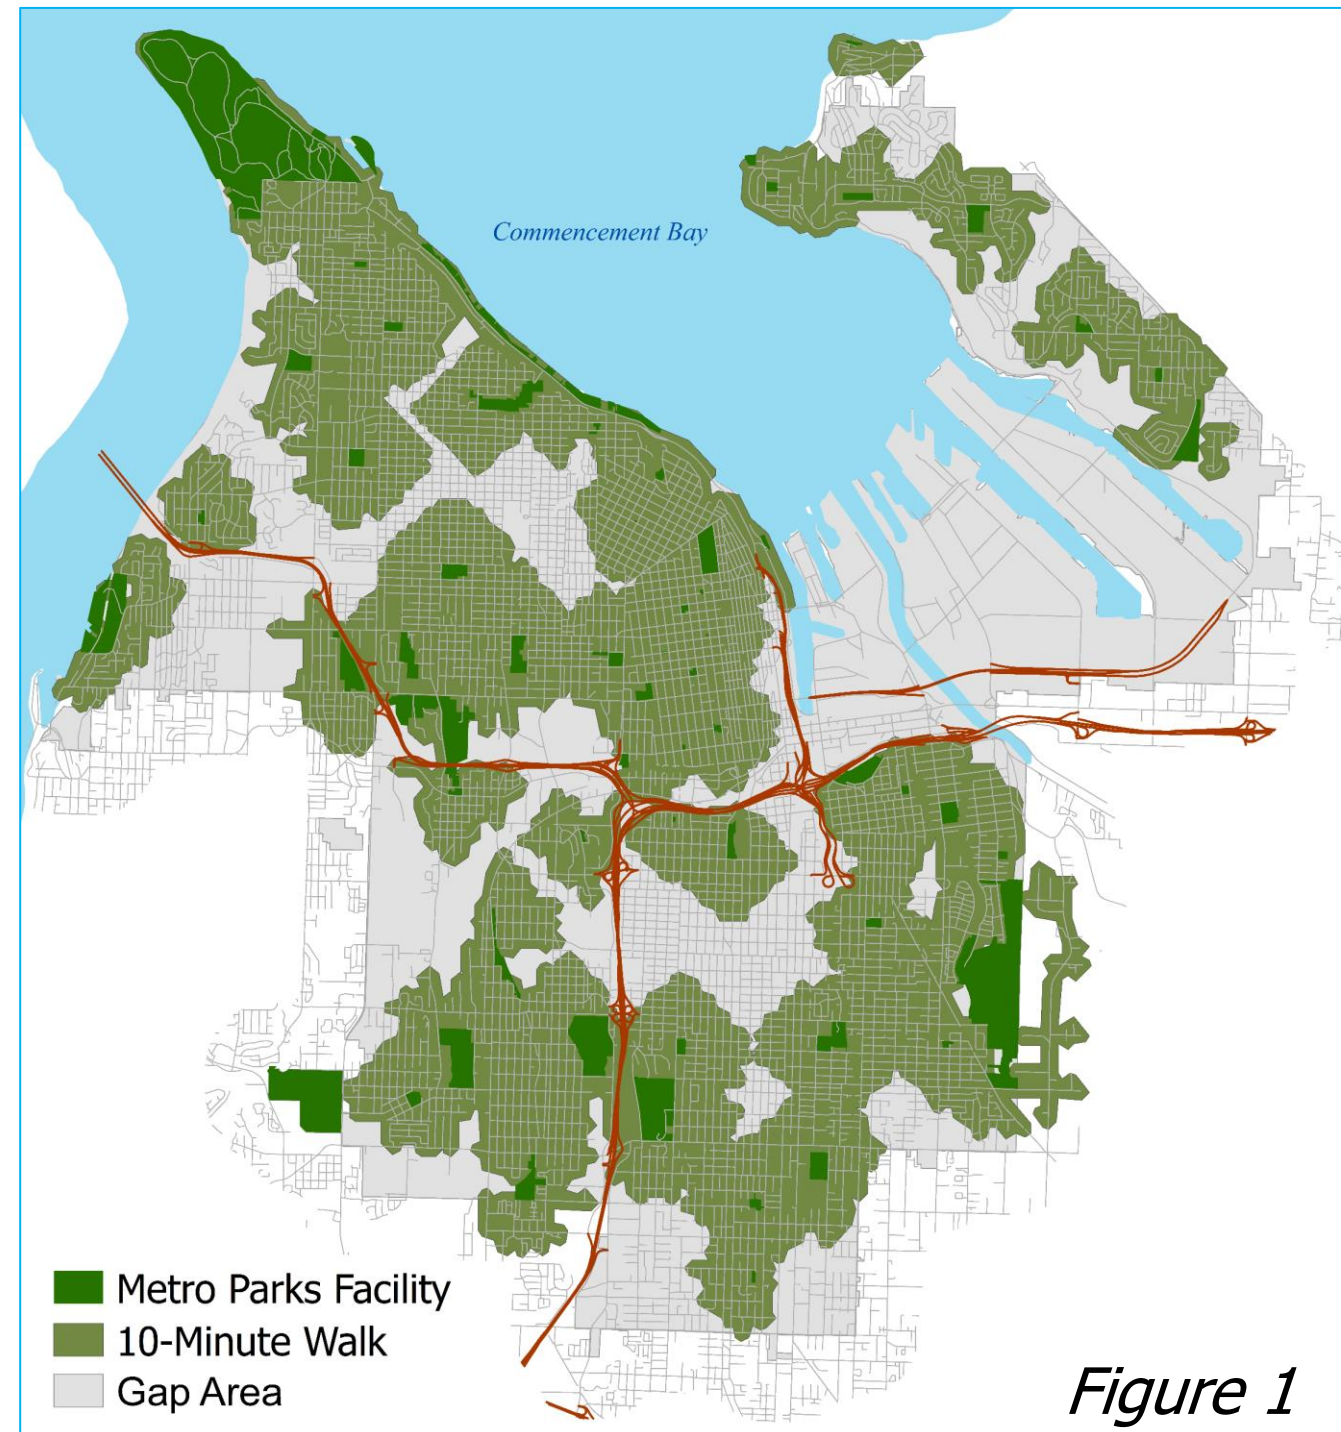 Commencement Bay
Metro Parks Facility
10-Minute Walk
Gap Area
Figure 1